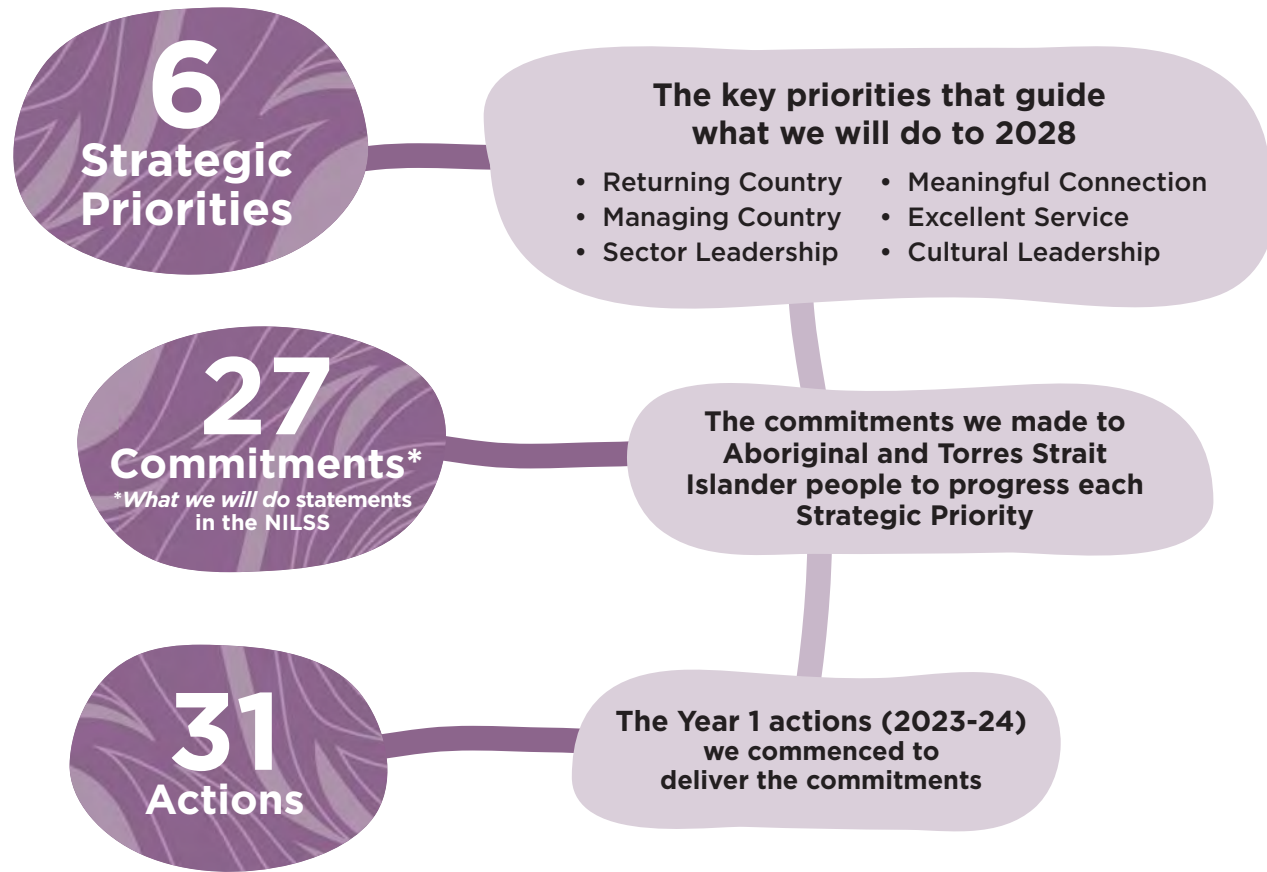 6
Strategic
Priorities
The key priorities that guide
what we will do to 2028
• Returning Country
• Managing Country
• Sector Leadership
• Meaningful Connection
• Excellent Service
• Cultural Leadership
27
Commitments*
*What we will do statements
in the NILSS
The commitments we made to
Aboriginal and Torres Strait
Islander people to progress each
Strategic Priority
31
Actions
The Year 1 actions (2023-24)
we commenced to
deliver the commitments